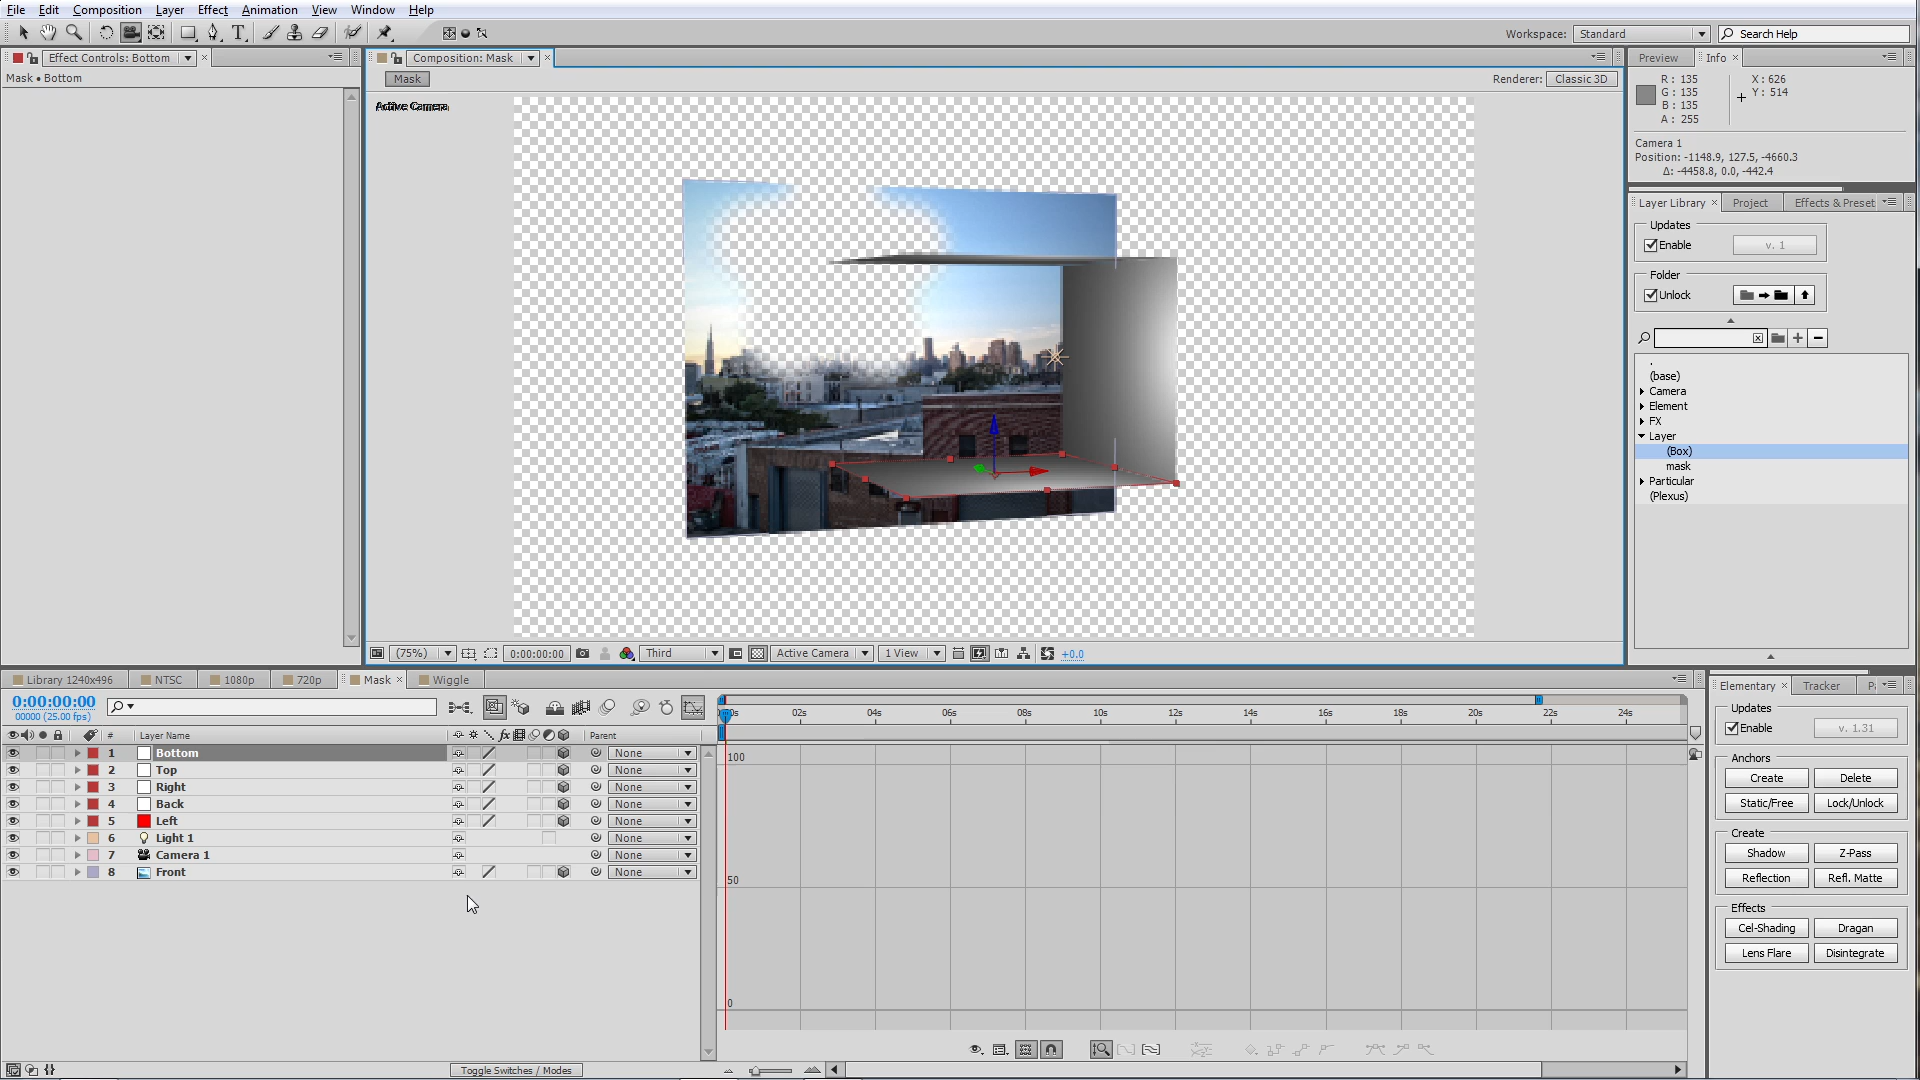 File Edit Composition Layer Effect Animation View Window Help
Workspace: Standard Search Help
Effect Controls: Bottom
Mask • Bottom
Composition: Mask
Mask
Renderer: Classic 3D
Active Camera
(75%) 0:00:00:00 Third Active Camera 1 View +0.0
Preview Info
R: 135
G: 135
B: 135
A: 255
X: 626
Y: 514
Camera 1
Position: -1148.9, 127.5, -4660.3
Δ: -4458.8, 0.0, -442.4
Layer Library Project Effects & Preset
Updates
Enable v. 1
Folder
Unlock
.
(base)
Camera
Element
FX
Layer
(Box)
mask
Particular
(Plexus)
Library 1240x496 NTSC 1080p 720p Mask Wiggle
0:00:00:00
00000 (25.00 fps)
# Layer Name fx Parent
1 Bottom None
2 Top None
3 Right None
4 Back None
5 Left None
6 Light 1 None
7 Camera 1 None
8 Front None
02s 04s 06s 08s 10s 12s 14s 16s 18s 20s 22s 24s
100
50
0
Toggle Switches / Modes
Elementary Tracker
Updates
Enable v. 1.31
Anchors
Create Delete
Static/Free Lock/Unlock
Create
Shadow Z-Pass
Reflection Refl. Matte
Effects
Cel-Shading Dragan
Lens Flare Disintegrate